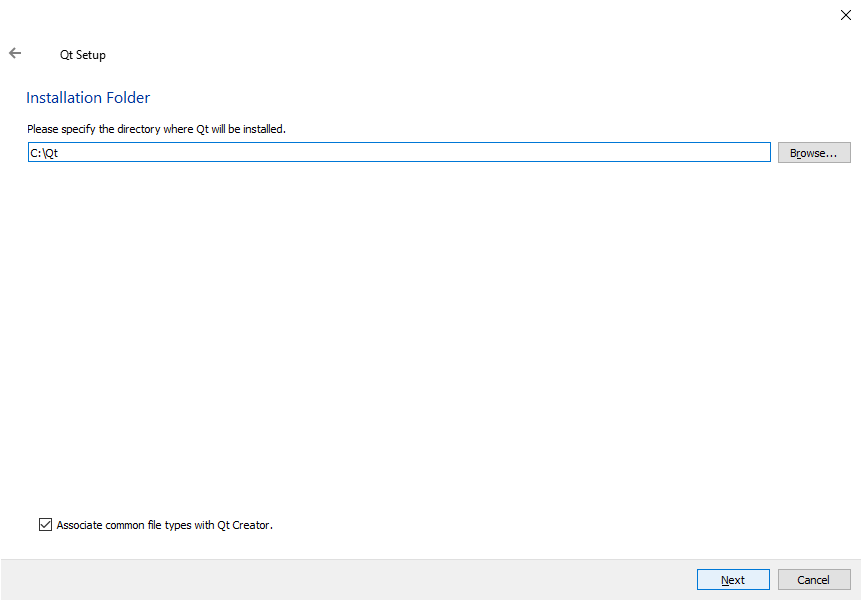 Qt Setup
Installation Folder
Please specify the directory where Qt will be installed.
C:\Qt
Browse...
Associate common file types with Qt Creator.
Next
Cancel